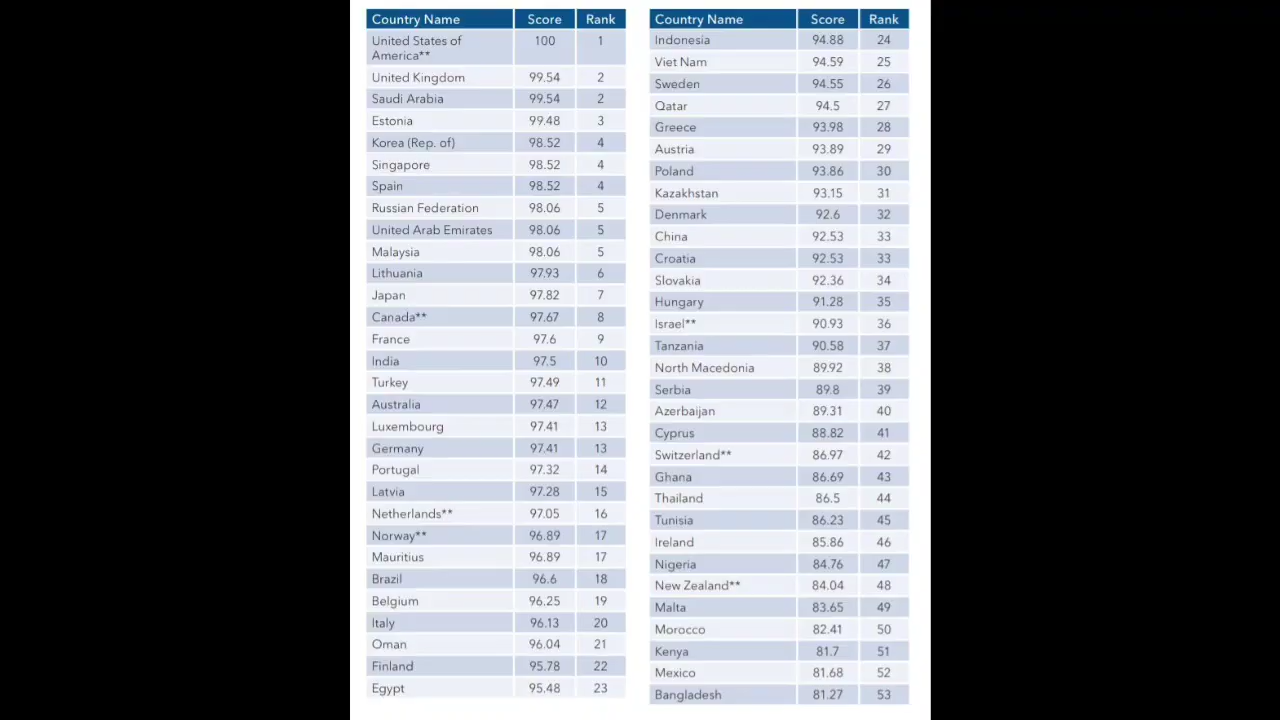 Country Name Score Rank
United States of
America** 100 1
United Kingdom 99.54 2
Saudi Arabia 99.54 2
Estonia 99.48 3
Korea (Rep. of) 98.52 4
Singapore 98.52 4
Spain 98.52 4
Russian Federation 98.06 5
United Arab Emirates 98.06 5
Malaysia 98.06 5
Lithuania 97.93 6
Japan 97.82 7
Canada** 97.67 8
France 97.6 9
India 97.5 10
Turkey 97.49 11
Australia 97.47 12
Luxembourg 97.41 13
Germany 97.41 13
Portugal 97.32 14
Latvia 97.28 15
Netherlands** 97.05 16
Norway** 96.89 17
Mauritius 96.89 17
Brazil 96.6 18
Belgium 96.25 19
Italy 96.13 20
Oman 96.04 21
Finland 95.78 22
Egypt 95.48 23
Country Name Score Rank
Indonesia 94.88 24
Viet Nam 94.59 25
Sweden 94.55 26
Qatar 94.5 27
Greece 93.98 28
Austria 93.89 29
Poland 93.86 30
Kazakhstan 93.15 31
Denmark 92.6 32
China 92.53 33
Croatia 92.53 33
Slovakia 92.36 34
Hungary 91.28 35
Israel** 90.93 36
Tanzania 90.58 37
North Macedonia 89.92 38
Serbia 89.8 39
Azerbaijan 89.31 40
Cyprus 88.82 41
Switzerland** 86.97 42
Ghana 86.69 43
Thailand 86.5 44
Tunisia 86.23 45
Ireland 85.86 46
Nigeria 84.76 47
New Zealand** 84.04 48
Malta 83.65 49
Morocco 82.41 50
Kenya 81.7 51
Mexico 81.68 52
Bangladesh 81.27 53